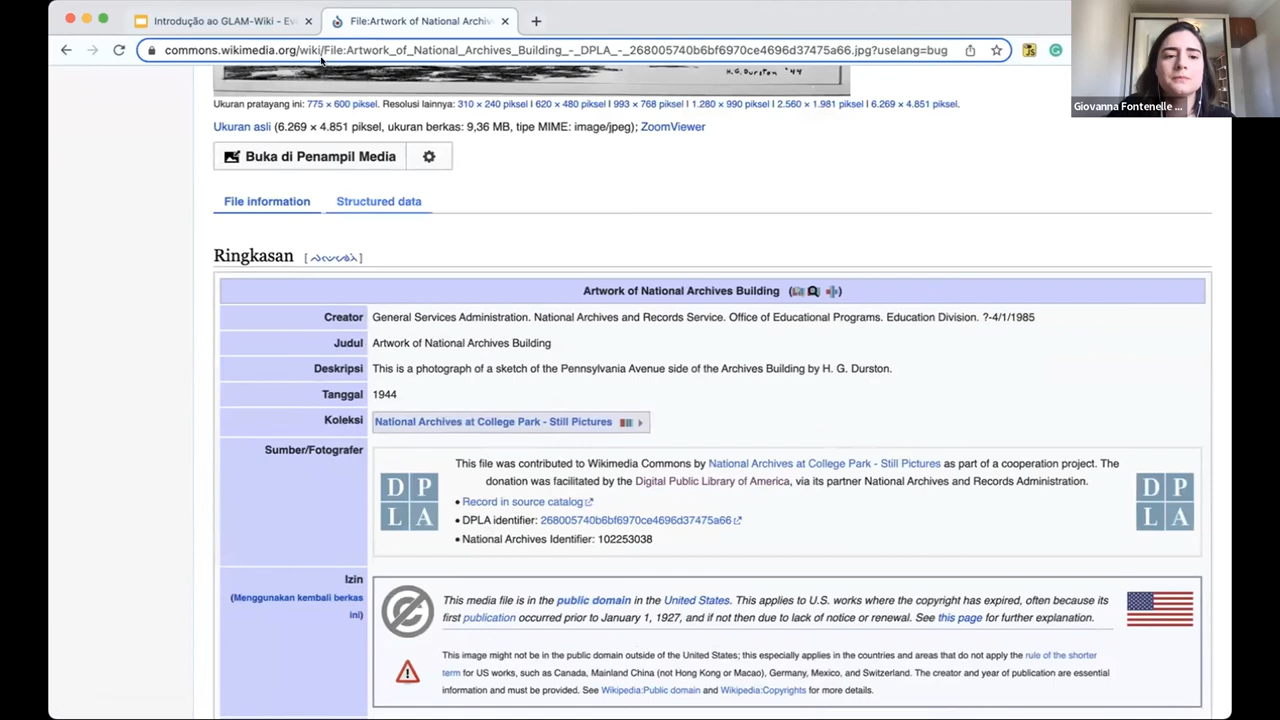 Introdução ao GLAM-Wiki - Eve
File:Artwork of National Archiv
commons.wikimedia.org/wiki/File:Artwork_of_National_Archives_Building_-_DPLA_-_268005740b6bf6970ce4696d37475a66.jpg?uselang=bug
Giovanna Fontenelle ...
H.G. Durston '44
Ukuran pratayang ini: 775 × 600 piksel. Resolusi lainnya: 310 × 240 piksel | 620 × 480 piksel | 993 × 768 piksel | 1.280 × 990 piksel | 2.560 × 1.981 piksel | 6.269 × 4.851 piksel.
Ukuran asli (6.269 × 4.851 piksel, ukuran berkas: 9,36 MB, tipe MIME: image/jpeg); ZoomViewer
Buka di Penampil Media
File information Structured data
Ringkasan
Artwork of National Archives Building
Creator General Services Administration. National Archives and Records Service. Office of Educational Programs. Education Division. ?-4/1/1985
Judul Artwork of National Archives Building
Deskripsi This is a photograph of a sketch of the Pennsylvania Avenue side of the Archives Building by H. G. Durston.
Tanggal 1944
Koleksi National Archives at College Park - Still Pictures
Sumber/Fotografer
DPLA
This file was contributed to Wikimedia Commons by National Archives at College Park - Still Pictures as part of a cooperation project. The
donation was facilitated by the Digital Public Library of America, via its partner National Archives and Records Administration.
• Record in source catalog
• DPLA identifier: 268005740b6bf6970ce4696d37475a66
• National Archives Identifier: 102253038
DPLA
Izin
(Menggunakan kembali berkas
ini)
This media file is in the public domain in the United States. This applies to U.S. works where the copyright has expired, often because its
first publication occurred prior to January 1, 1927, and if not then due to lack of notice or renewal. See this page for further explanation.
This image might not be in the public domain outside of the United States; this especially applies in the countries and areas that do not apply the rule of the shorter
term for US works, such as Canada, Mainland China (not Hong Kong or Macao), Germany, Mexico, and Switzerland. The creator and year of publication are essential
information and must be provided. See Wikipedia:Public domain and Wikipedia:Copyrights for more details.